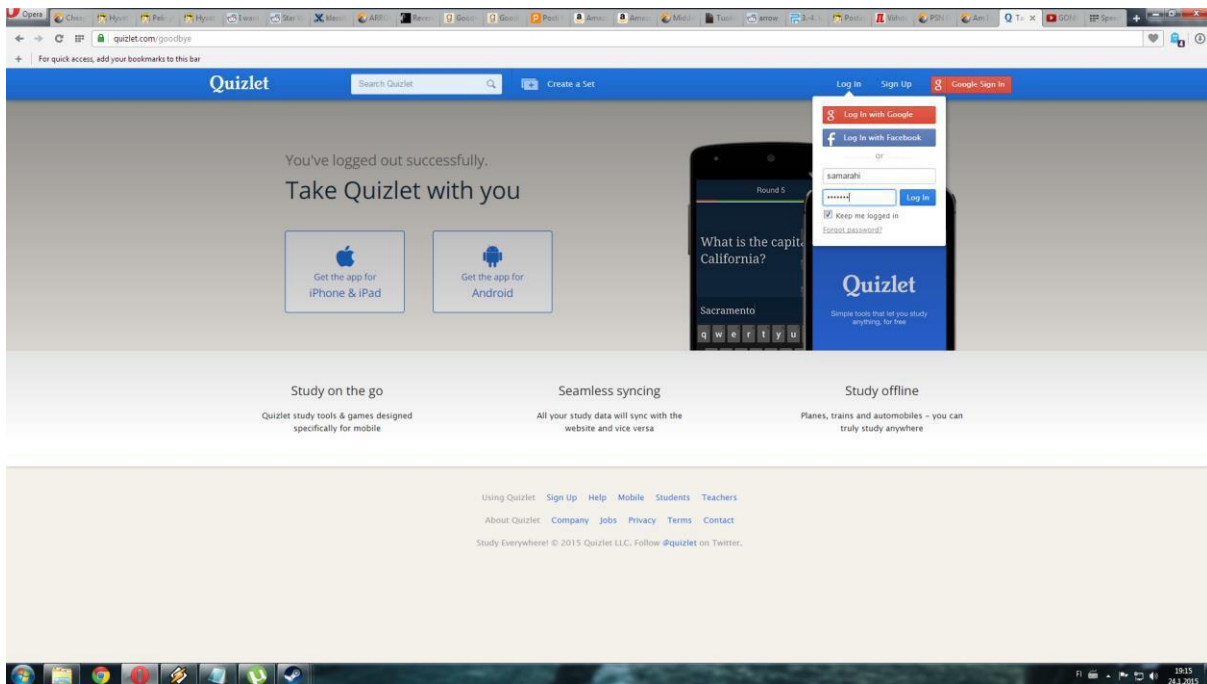 Opera
quizlet.com/goodbye
For quick access, add your bookmarks to this bar
Quizlet
Search Quizlet
Create a Set
Log In
Sign Up
Google Sign In
Log In with Google
Log In with Facebook
or
samarahi
•••••••
Log In
Keep me logged in
Forgot password?
You've logged out successfully.
Take Quizlet with you
Get the app for
iPhone & iPad
Get the app for
Android
Round 5
What is the capit
California?
Sacramento
q w e r t y u
Quizlet
Simple tools that let you study
anything, for free
Study on the go
Quizlet study tools & games designed
specifically for mobile
Seamless syncing
All your study data will sync with the
website and vice versa
Study offline
Planes, trains and automobiles – you can
truly study anywhere
Using Quizlet Sign Up Help Mobile Students Teachers
About Quizlet Company Jobs Privacy Terms Contact
Study Everywhere! © 2015 Quizlet LLC. Follow @quizlet on Twitter.
FI
19:15
24.1.2015